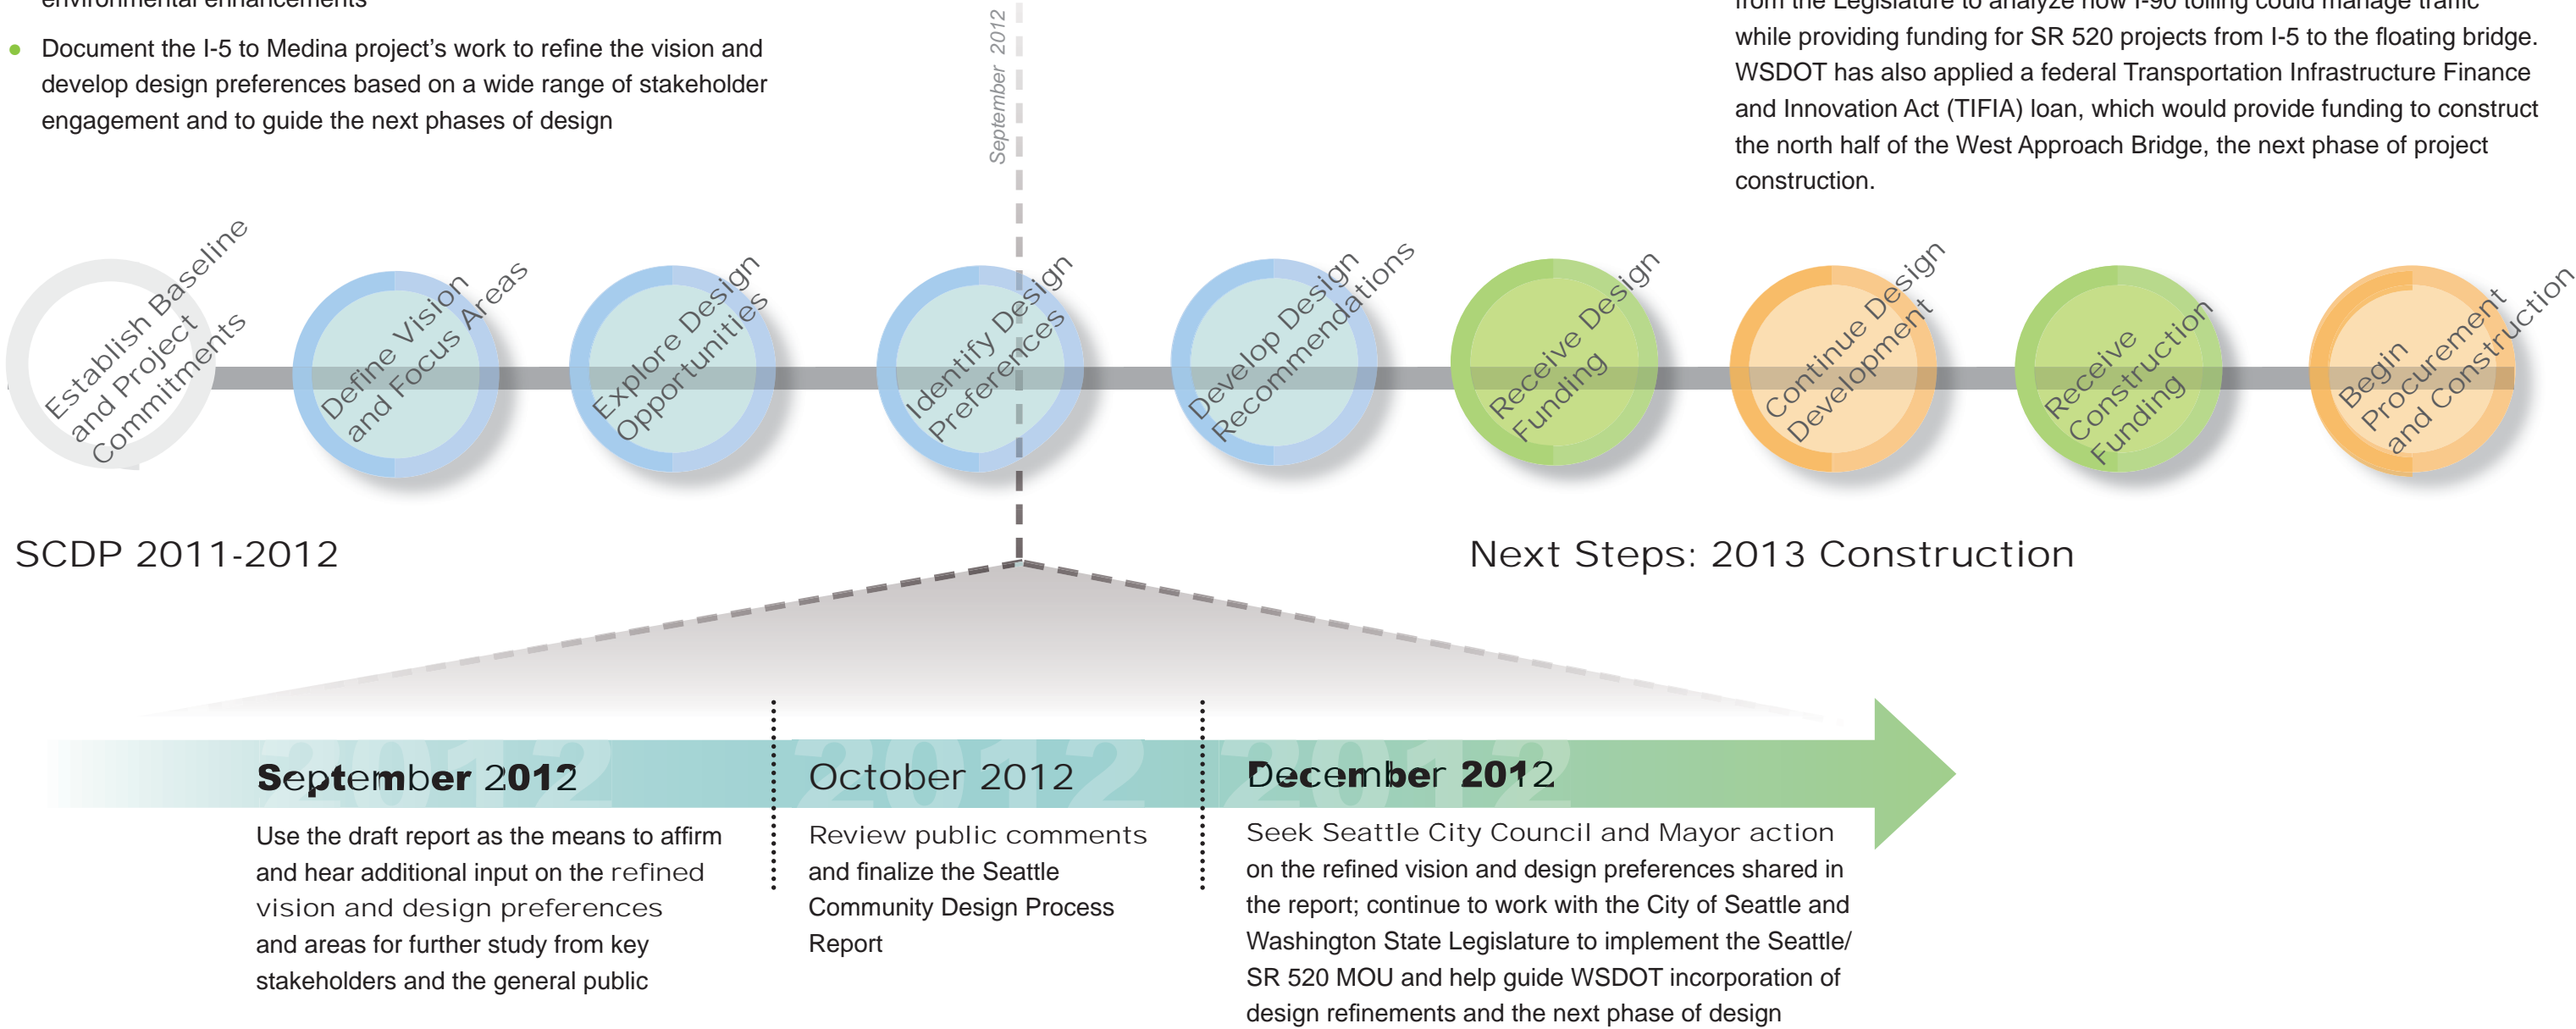 environmental enhancements
• Document the I-5 to Medina project's work to refine the vision and
develop design preferences based on a wide range of stakeholder
engagement and to guide the next phases of design
September 2012
from the Legislature to analyze how I-90 tolling could manage traffic
while providing funding for SR 520 projects from I-5 to the floating bridge.
WSDOT has also applied a federal Transportation Infrastructure Finance
and Innovation Act (TIFIA) loan, which would provide funding to construct
the north half of the West Approach Bridge, the next phase of project
construction.
Establish Baseline
and Project
Commitments
Define Vision
and Focus Areas
Explore Design
Opportunities
Identify Design
Preferences
Develop Design
Recommendations
Receive Design
Funding
Continue Design
Development
Receive
Construction
Funding
Begin
Procurement
and Construction
SCDP 2011-2012
Next Steps: 2013 Construction
2012
September 2012
Use the draft report as the means to affirm
and hear additional input on the refined
vision and design preferences
and areas for further study from key
stakeholders and the general public
2012
October 2012
Review public comments
and finalize the Seattle
Community Design Process
Report
2012
December 2012
Seek Seattle City Council and Mayor action
on the refined vision and design preferences shared in
the report; continue to work with the City of Seattle and
Washington State Legislature to implement the Seattle/
SR 520 MOU and help guide WSDOT incorporation of
design refinements and the next phase of design